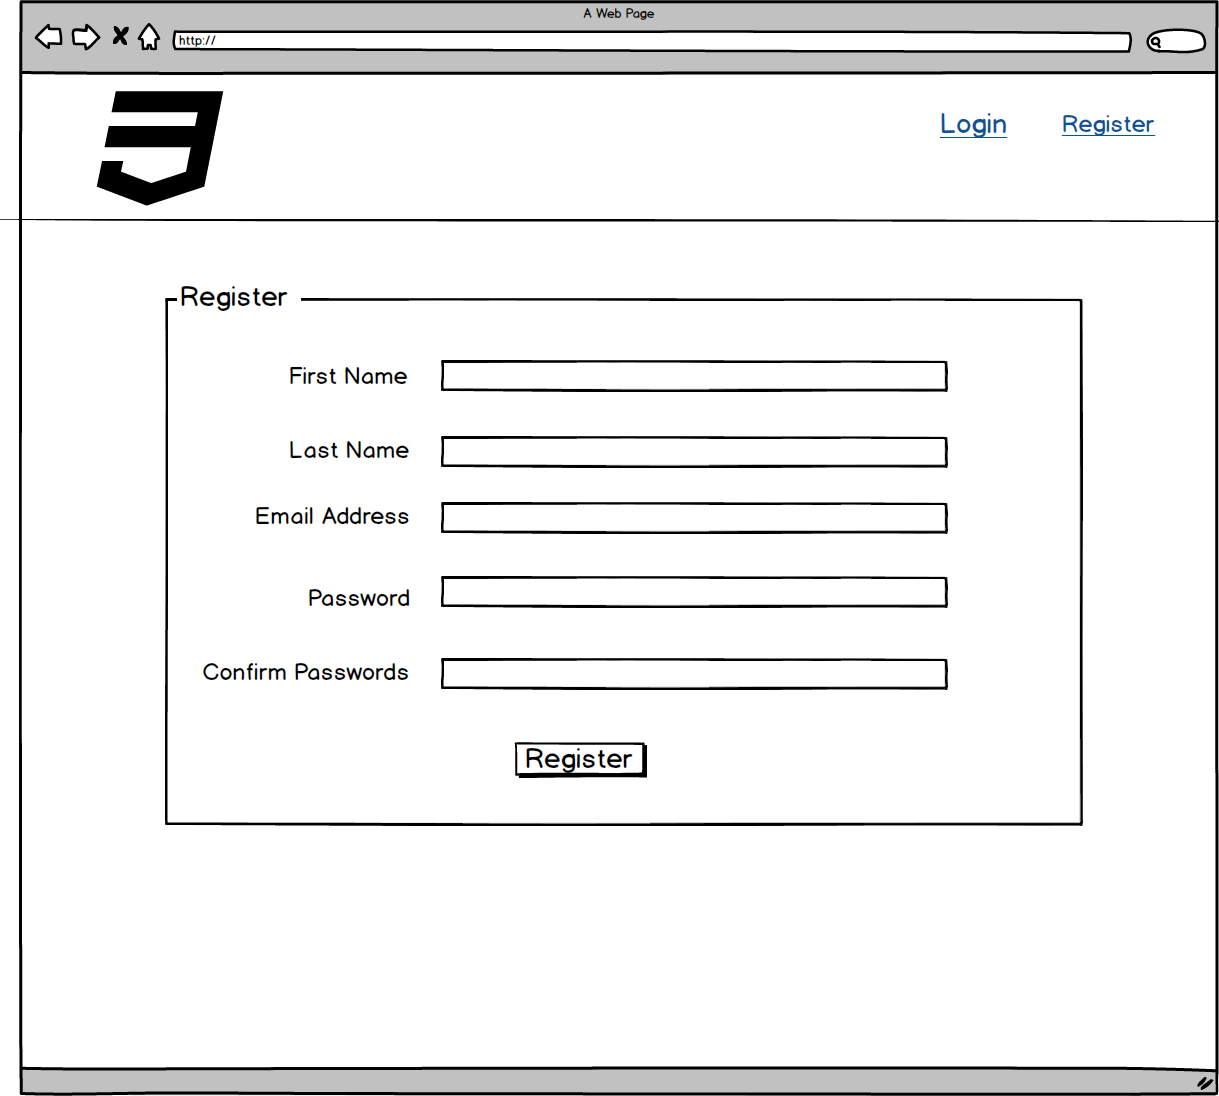 A Web Page
http://
Login
Register
Register
First Name
Last Name
Email Address
Password
Confirm Passwords
Register